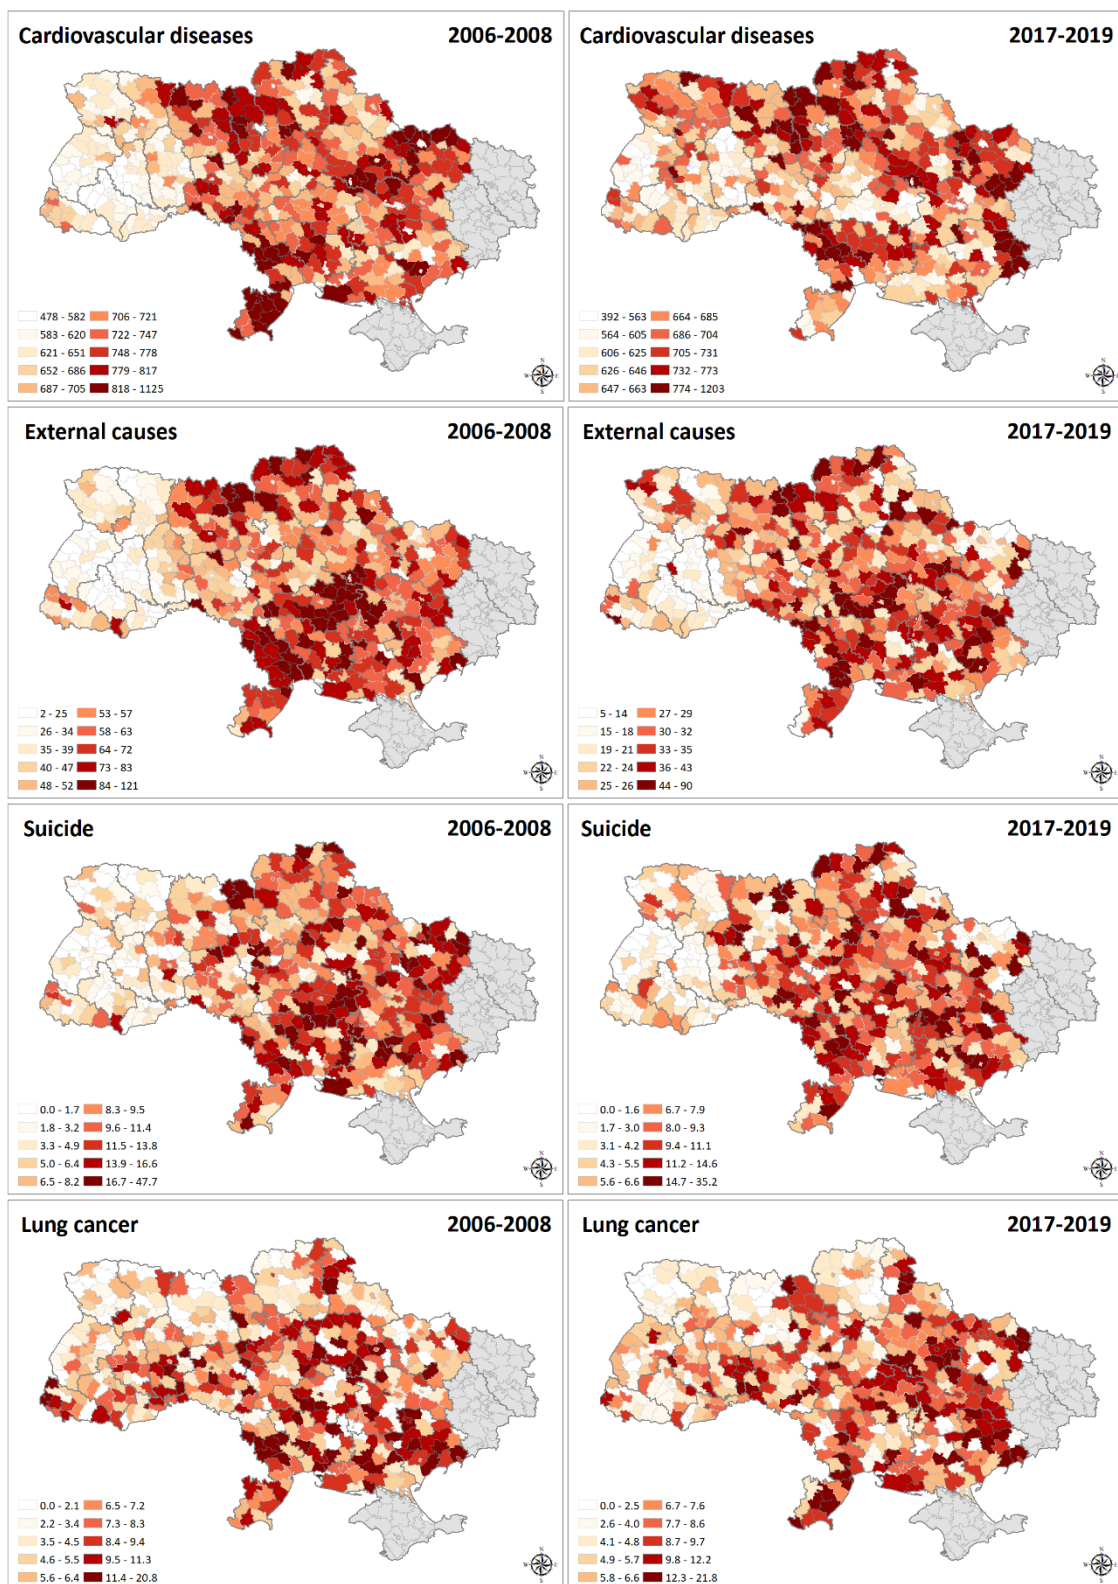 Cardiovascular diseases 2006-2008
478 - 582 706 - 721
583 - 620 722 - 747
621 - 651 748 - 778
652 - 686 779 - 817
687 - 705 818 - 1125
N
W E
S
Cardiovascular diseases 2017-2019
392 - 563 664 - 685
564 - 605 686 - 704
606 - 625 705 - 731
626 - 646 732 - 773
647 - 663 774 - 1203
N
W E
S
External causes 2006-2008
2 - 25 53 - 57
26 - 34 58 - 63
35 - 39 64 - 72
40 - 47 73 - 83
48 - 52 84 - 121
N
W E
S
External causes 2017-2019
5 - 14 27 - 29
15 - 18 30 - 32
19 - 21 33 - 35
22 - 24 36 - 43
25 - 26 44 - 90
N
W E
S
Suicide 2006-2008
0.0 - 1.7 8.3 - 9.5
1.8 - 3.2 9.6 - 11.4
3.3 - 4.9 11.5 - 13.8
5.0 - 6.4 13.9 - 16.6
6.5 - 8.2 16.7 - 47.7
N
W E
S
Suicide 2017-2019
0.0 - 1.6 6.7 - 7.9
1.7 - 3.0 8.0 - 9.3
3.1 - 4.2 9.4 - 11.1
4.3 - 5.5 11.2 - 14.6
5.6 - 6.6 14.7 - 35.2
N
W E
S
Lung cancer 2006-2008
0.0 - 2.1 6.5 - 7.2
2.2 - 3.4 7.3 - 8.3
3.5 - 4.5 8.4 - 9.4
4.6 - 5.5 9.5 - 11.3
5.6 - 6.4 11.4 - 20.8
N
W E
S
Lung cancer 2017-2019
0.0 - 2.5 6.7 - 7.6
2.6 - 4.0 7.7 - 8.6
4.1 - 4.8 8.7 - 9.7
4.9 - 5.7 9.8 - 12.2
5.8 - 6.6 12.3 - 21.8
N
W E
S